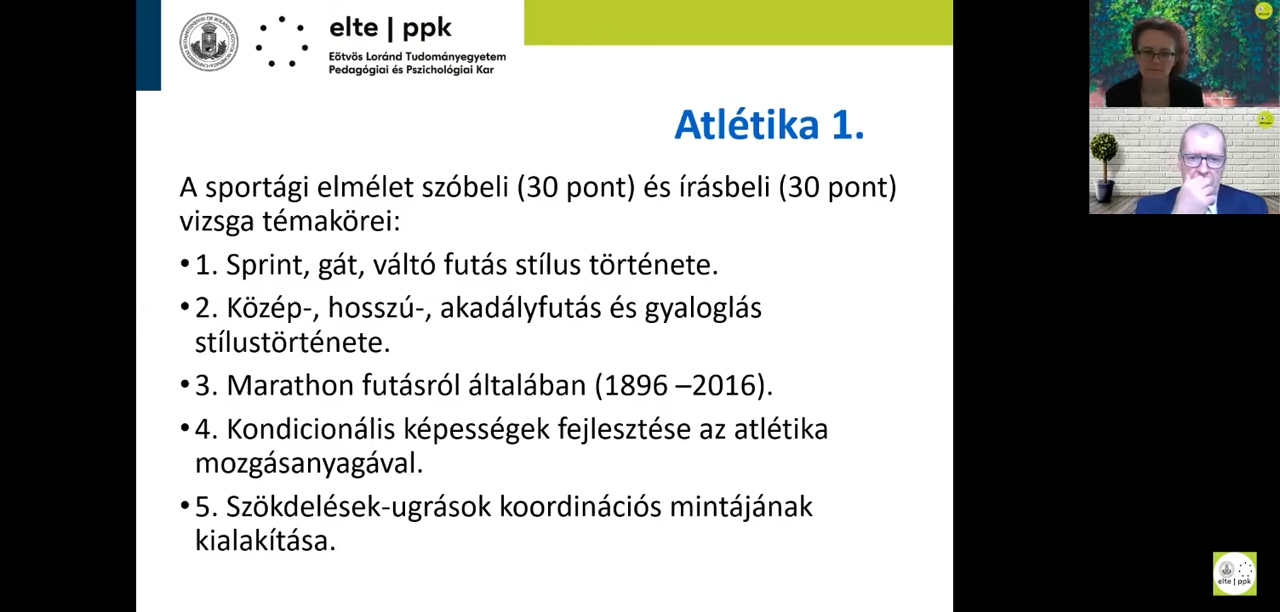 elte | ppk
Eötvös Loránd Tudományegyetem
Pedagógiai és Pszichológiai Kar
Atlétika 1.
A sportági elmélet szóbeli (30 pont) és írásbeli (30 pont)
vizsga témakörei:
•1. Sprint, gát, váltó futás stílus története.
•2. Közép-, hosszú-, akadályfutás és gyaloglás
stílustörténete.
•3. Marathon futásról általában (1896 –2016).
•4. Kondicionális képességek fejlesztése az atlétika
mozgásanyagával.
•5. Szökdelések-ugrások koordinációs mintájának
kialakítása.
elte | ppk